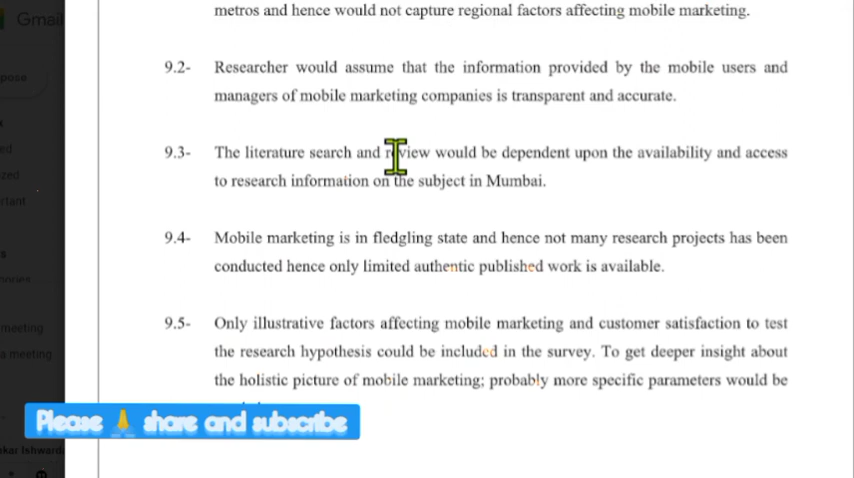 Gmail
metros and hence would not capture regional factors affecting mobile marketing.
9.2- Researcher would assume that the information provided by the mobile users and
managers of mobile marketing companies is transparent and accurate.
9.3- The literature search and review would be dependent upon the availability and access
to research information on the subject in Mumbai.
9.4- Mobile marketing is in fledgling state and hence not many research projects has been
conducted hence only limited authentic published work is available.
9.5- Only illustrative factors affecting mobile marketing and customer satisfaction to test
meeting
the research hypothesis could be included in the survey. To get deeper insight about
a meeting
the holistic picture of mobile marketing; probably more specific parameters would be
Please 🙏 share and subscribe
kar Ishward